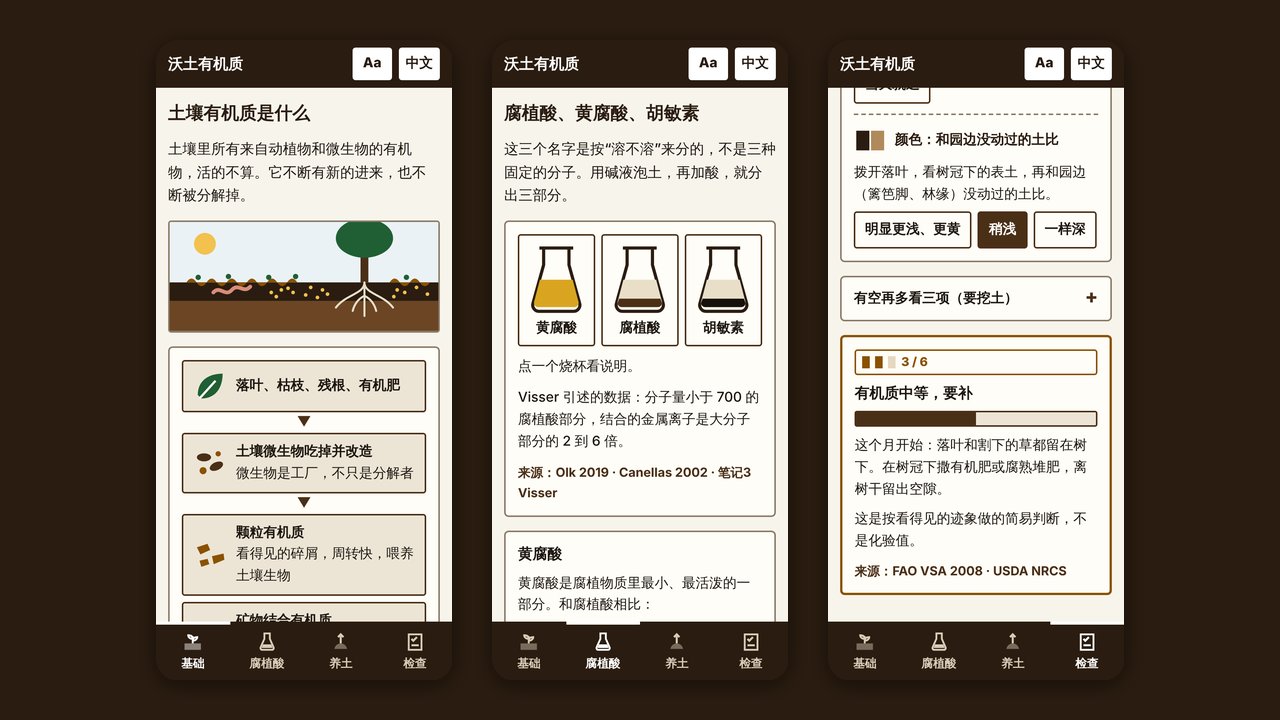 沃土有机质
Aa
中文
土壤有机质是什么
土壤里所有来自动植物和微生物的有机
物，活的不算。它不断有新的进来，也不
断被分解掉。
落叶、枯枝、残根、有机肥
土壤微生物吃掉并改造
微生物是工厂，不只是分解者
颗粒有机质
看得见的碎屑，周转快，喂养
土壤生物
矿物结合有机质
基础
腐植酸
养土
检查
沃土有机质
Aa
中文
腐植酸、黄腐酸、胡敏素
这三个名字是按“溶不溶”来分的，不是三种
固定的分子。用碱液泡土，再加酸，就分
出三部分。
黄腐酸
腐植酸
胡敏素
点一个烧杯看说明。
Visser 引述的数据：分子量小于 700 的
腐植酸部分，结合的金属离子是大分子
部分的 2 到 6 倍。
来源：Olk 2019 · Canellas 2002 · 笔记3
Visser
黄腐酸
黄腐酸是腐植物质里最小、最活泼的一
部分。和腐植酸相比：
基础
腐植酸
养土
检查
沃土有机质
Aa
中文
颜色：和园边没动过的土比
拨开落叶，看树冠下的表土，再和园边
（篱笆脚、林缘）没动过的土比。
明显更浅、更黄
稍浅
一样深
有空再多看三项（要挖土）
+
3 / 6
有机质中等，要补
这个月开始：落叶和割下的草都留在树
下。在树冠下撒有机肥或腐熟堆肥，离
树干留出空隙。
这是按看得见的迹象做的简易判断，不
是化验值。
来源：FAO VSA 2008 · USDA NRCS
基础
腐植酸
养土
检查